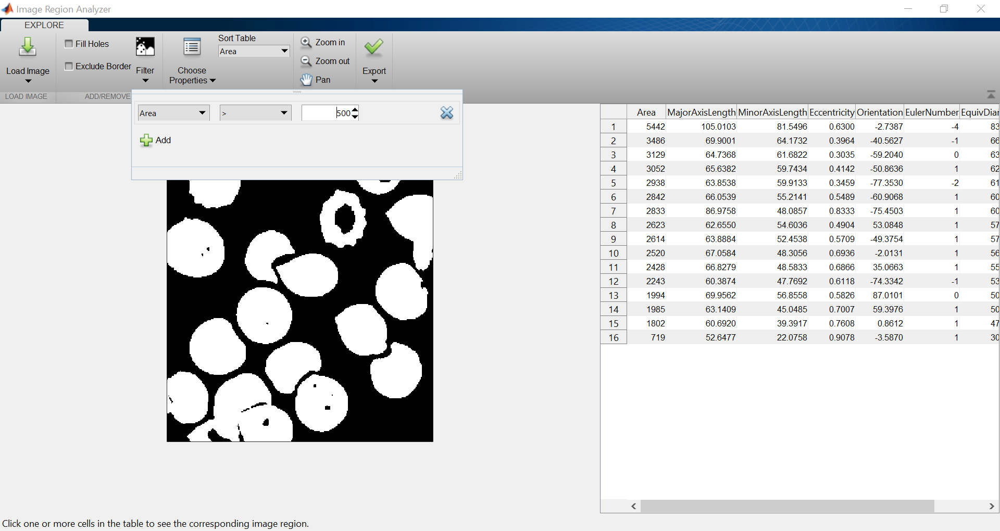 Image Region Analyzer
EXPLORE
Load Image
Fill Holes
Exclude Border
Filter
Choose
Properties
Sort Table
Area
Zoom in
Zoom out
Pan
Export
LOAD IMAGE
ADD/REMOVE
Area > 500
Add
Area MajorAxisLength MinorAxisLength Eccentricity Orientation EulerNumber EquivDiar
1 5442 105.0103 81.5496 0.6300 -2.7387 -4 83
2 3486 69.9001 64.1732 0.3964 -40.5627 -1 66
3 3129 64.7368 61.6822 0.3035 -59.2040 0 63
4 3052 65.6382 59.7434 0.4142 -50.8636 1 62
5 2938 63.8538 59.9133 0.3459 -77.3530 -2 61
6 2842 66.0539 55.2141 0.5489 -60.9068 1 60
7 2833 86.9758 48.0857 0.8333 -75.4503 1 60
8 2623 62.6550 54.6036 0.4904 53.0848 1 57
9 2614 63.8884 52.4538 0.5709 -49.3754 1 57
10 2520 67.0584 48.3056 0.6936 -2.0131 1 56
11 2428 66.8279 48.5833 0.6866 35.0663 1 55
12 2243 60.3874 47.7692 0.6118 -74.3342 -1 53
13 1994 69.9562 56.8558 0.5826 87.0101 0 50
14 1985 63.1409 45.0485 0.7007 59.3976 1 50
15 1802 60.6920 39.3917 0.7608 0.8612 1 47
16 719 52.6477 22.0758 0.9078 -3.5870 1 30
Click one or more cells in the table to see the corresponding image region.